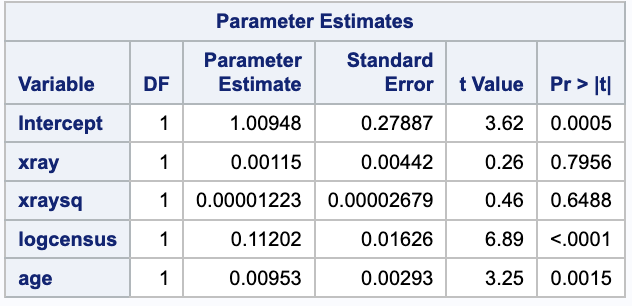 Parameter Estimates
Variable DF Parameter Estimate Standard Error t Value Pr > |t|
Intercept 1 1.00948 0.27887 3.62 0.0005
xray 1 0.00115 0.00442 0.26 0.7956
xraysq 1 0.00001223 0.00002679 0.46 0.6488
logcensus 1 0.11202 0.01626 6.89 <.0001
age 1 0.00953 0.00293 3.25 0.0015